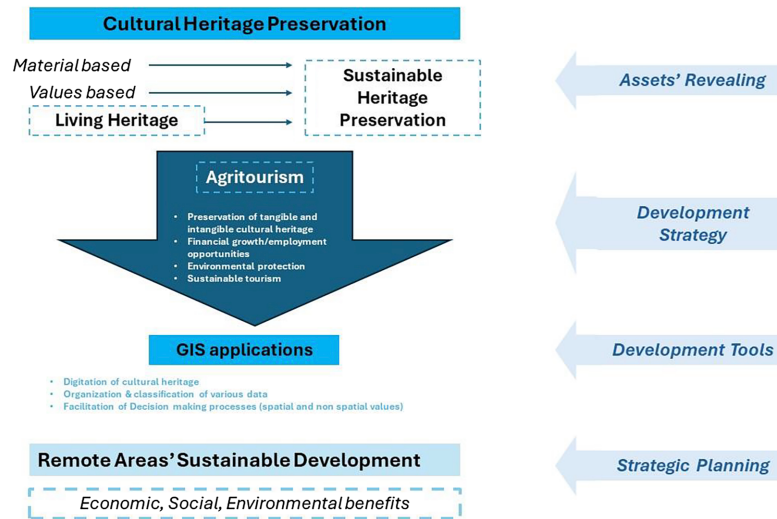 Cultural Heritage Preservation
Material based
Values based
Living Heritage
Sustainable
Heritage
Preservation
Assets' Revealing
Agritourism
• Preservation of tangible and
intangible cultural heritage
• Financial growth/employment
opportunities
• Environmental protection
• Sustainable tourism
Development
Strategy
GIS applications
Development Tools
• Digitation of cultural heritage
• Organization & classification of various data
• Facilitation of Decision making processes (spatial and non spatial values)
Remote Areas' Sustainable Development
Strategic Planning
Economic, Social, Environmental benefits